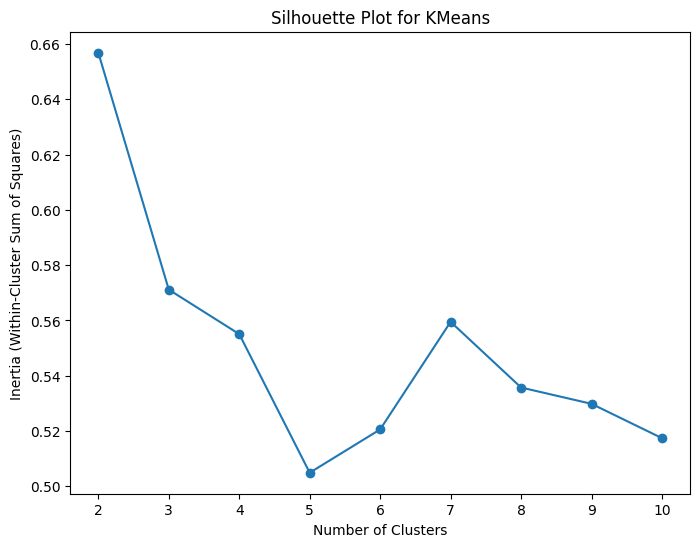 Silhouette Plot for KMeans
Inertia (Within-Cluster Sum of Squares)
0.66
0.64
0.62
0.60
0.58
0.56
0.54
0.52
0.50
2 3 4 5 6 7 8 9 10
Number of Clusters